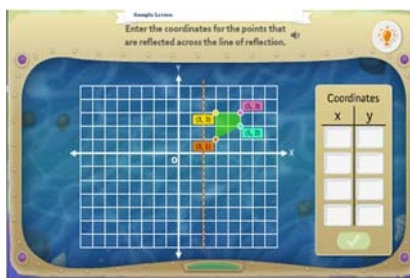 Sample Lesson
Enter the coordinates for the points that
are reflected across the line of reflection.
Y
(3, 3)
(5, 3)
(5, 2)
(3, 1)
X
O
Coordinates
x y